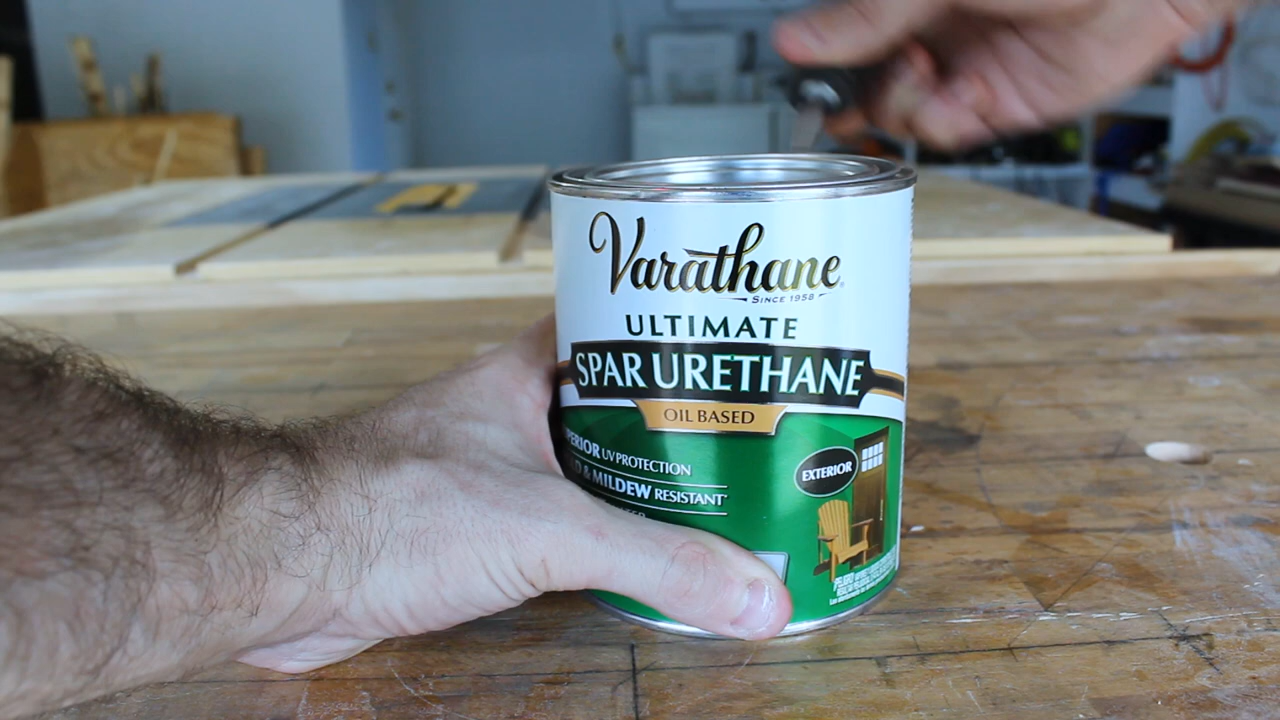 Varathane®
SINCE 1958
ULTIMATE
SPAR URETHANE
OIL BASED
UV PROTECTION
& MILDEW RESISTANT*
EXTERIOR